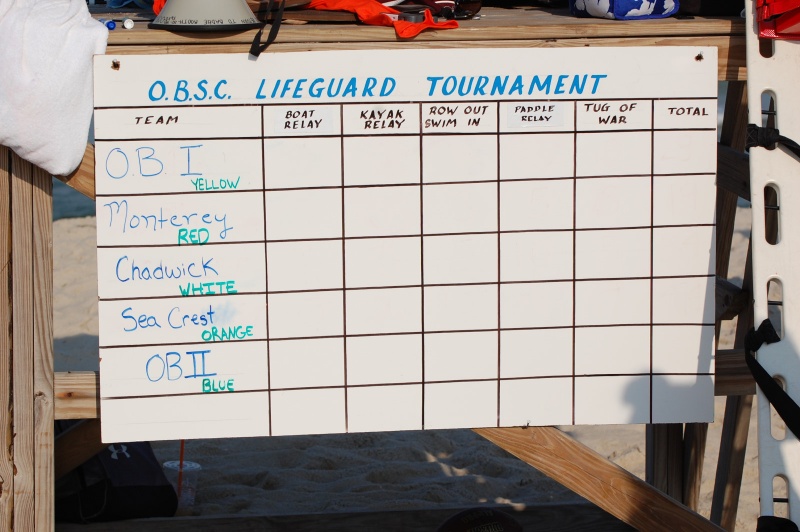 O.B.S.C. LIFEGUARD TOURNAMENT
TEAM BOAT RELAY KAYAK RELAY ROW OUT SWIM IN PADDLE RELAY TUG OF WAR TOTAL
O.B. I
YELLOW
Monterey
RED
Chadwick
WHITE
Sea Crest
ORANGE
OB II
BLUE